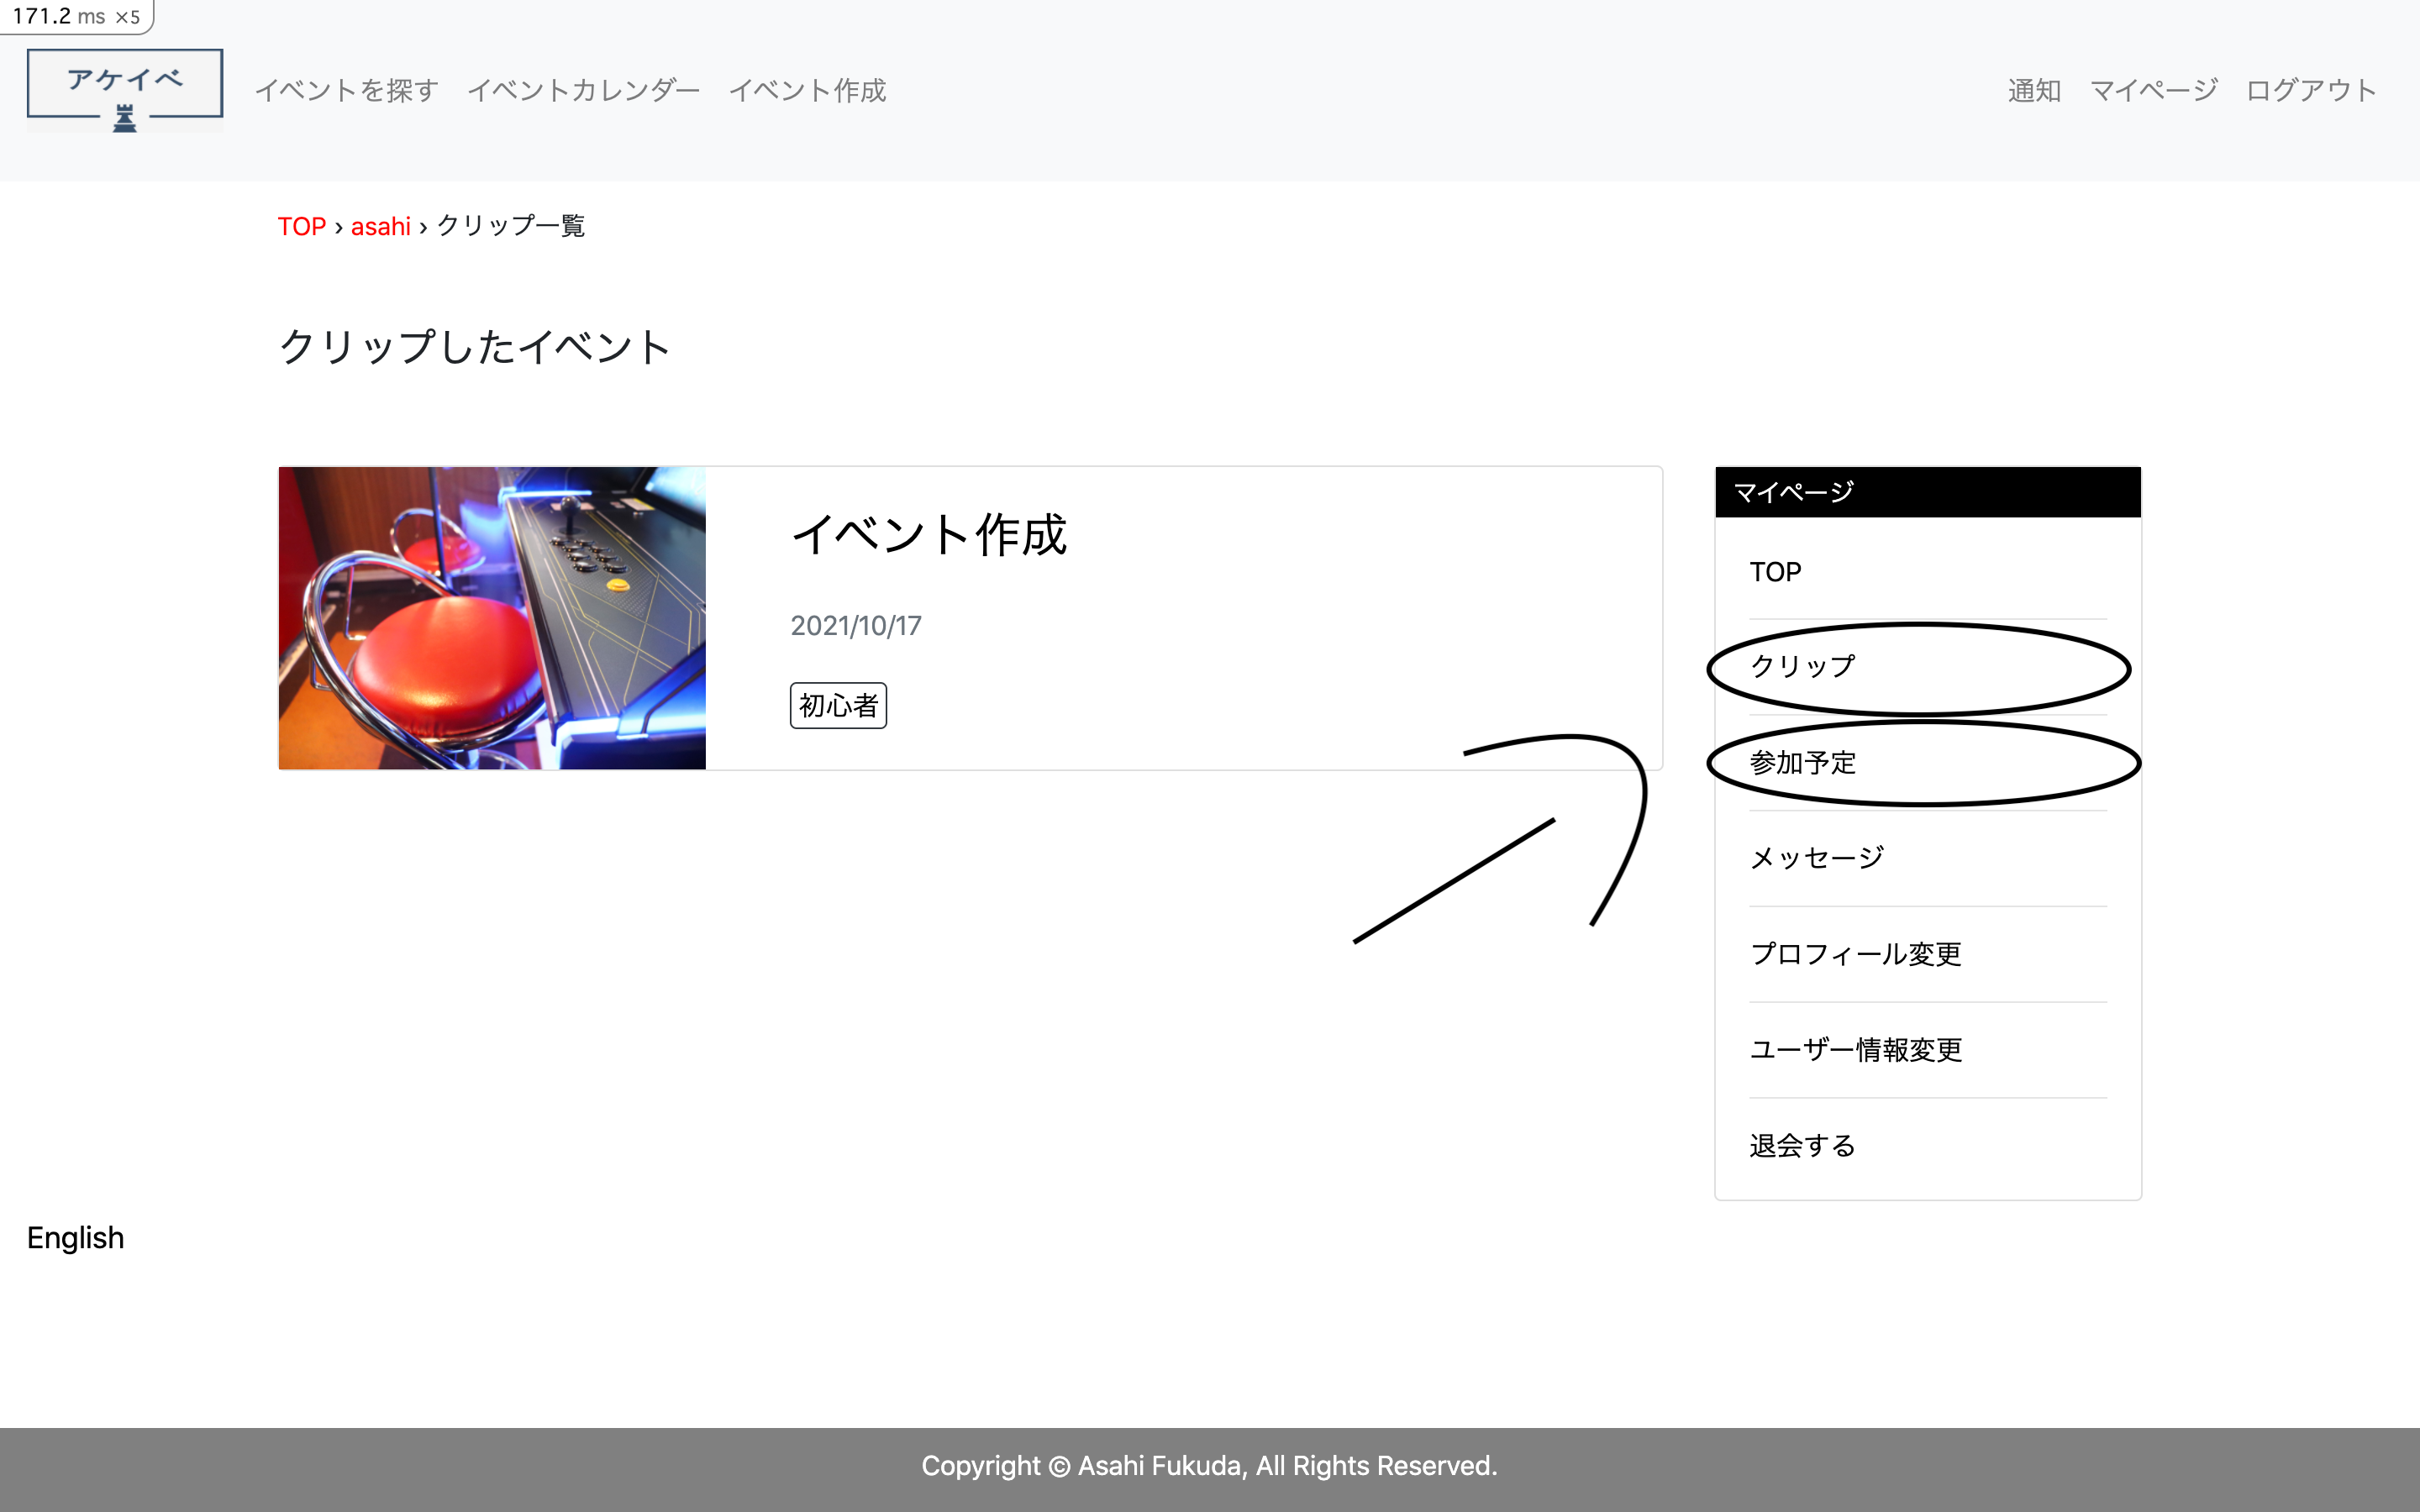 171.2 ms ×5
アケイベ
イベントを探す イベントカレンダー イベント作成
通知 マイページ ログアウト
TOP › asahi › クリップ一覧
クリップしたイベント
イベント作成
2021/10/17
初心者
マイページ
TOP
クリップ
参加予定
メッセージ
プロフィール変更
ユーザー情報変更
退会する
English
Copyright © Asahi Fukuda, All Rights Reserved.